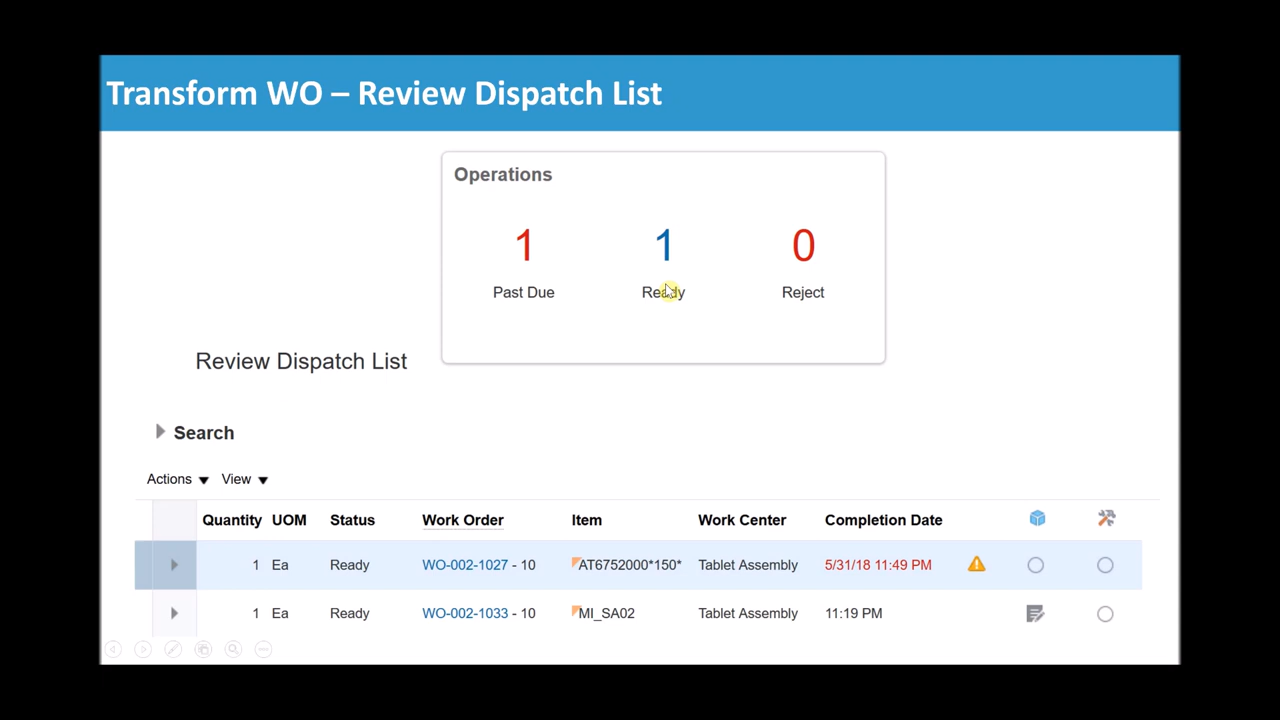 Transform WO – Review Dispatch List
Operations
1 1 0
Past Due Ready Reject
Review Dispatch List
Search
Actions View
Quantity UOM Status Work Order Item Work Center Completion Date
1 Ea Ready WO-002-1027 - 10 AT6752000*150* Tablet Assembly 5/31/18 11:49 PM
1 Ea Ready WO-002-1033 - 10 MI_SA02 Tablet Assembly 11:19 PM